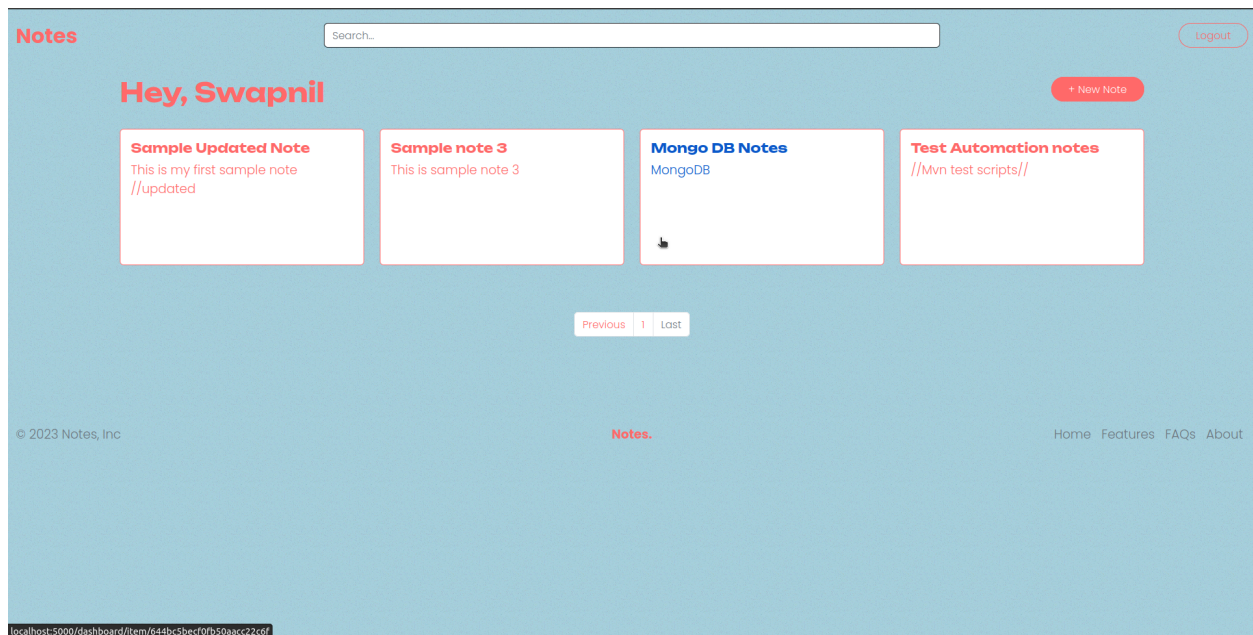 Notes
Search...
Logout
Hey, Swapnil
+ New Note
Sample Updated Note
This is my first sample note
//updated
Sample note 3
This is sample note 3
Mongo DB Notes
MongoDB
Test Automation notes
//Mvn test scripts//
Previous 1 Last
© 2023 Notes, Inc
Notes.
Home Features FAQs About
localhost:5000/dashboard/item/644bc5becf0fb50aacc22c6f